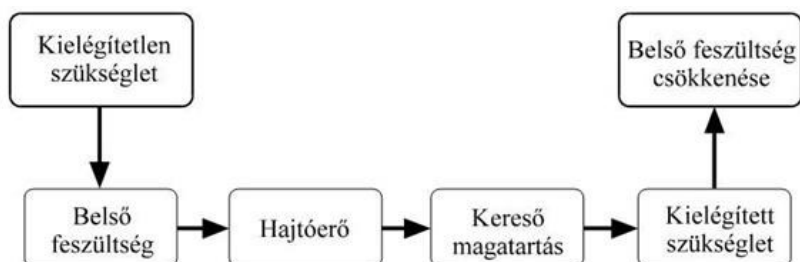 Kielégítetlen
szükséglet
Belső
feszültség
Hajtóerő
Kereső
magatartás
Kielégített
szükséglet
Belső feszültség
csökkenése